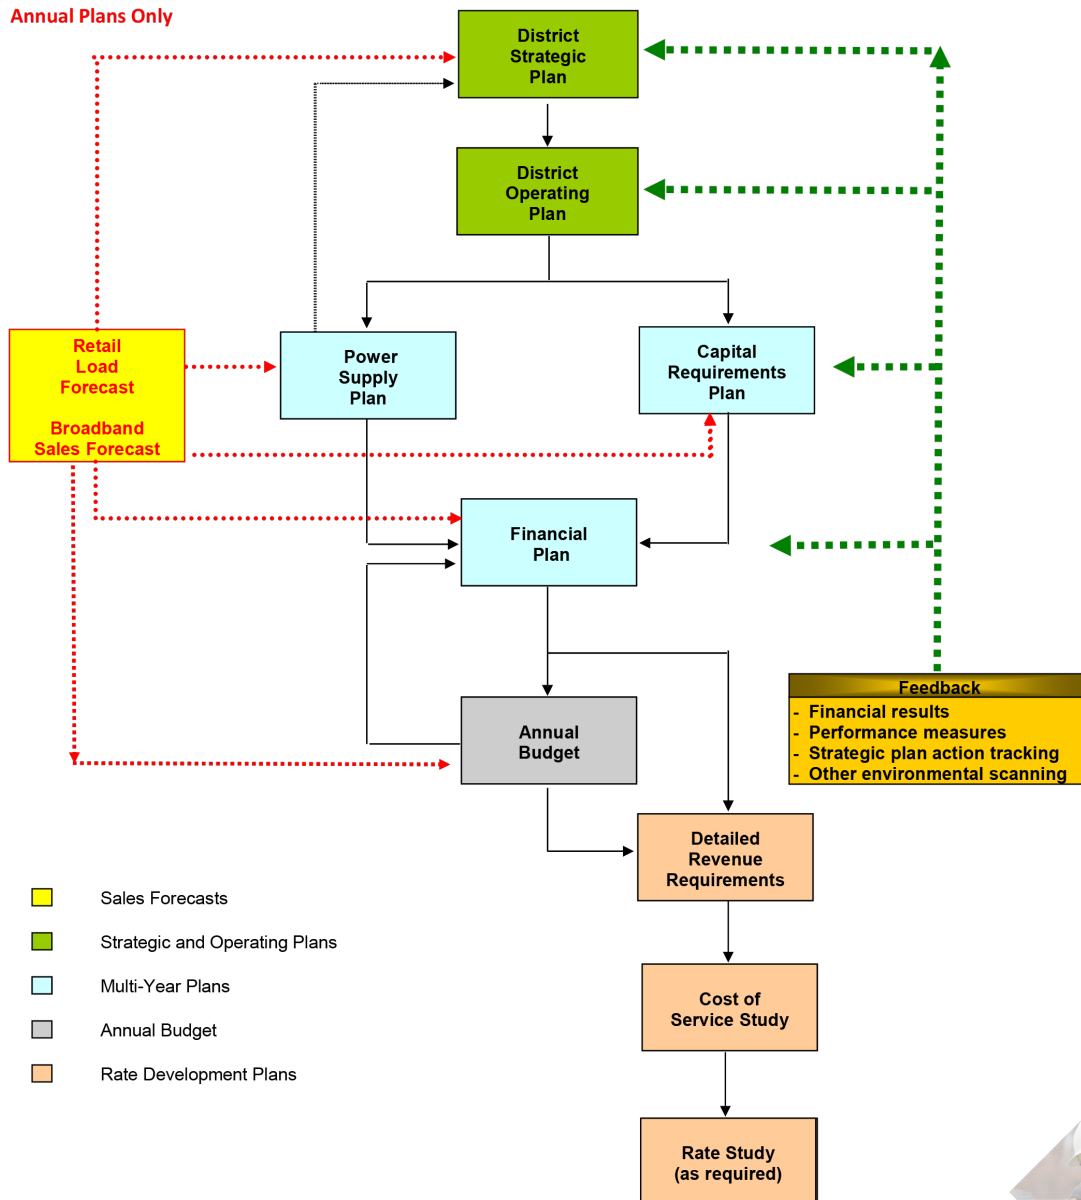 Annual Plans Only
District
Strategic
Plan
District
Operating
Plan
Retail
Load
Forecast
Broadband
Sales Forecast
Power
Supply
Plan
Capital
Requirements
Plan
Financial
Plan
Annual
Budget
Feedback
- Financial results
- Performance measures
- Strategic plan action tracking
- Other environmental scanning
Detailed
Revenue
Requirements
Cost of
Service Study
Rate Study
(as required)
Sales Forecasts
Strategic and Operating Plans
Multi-Year Plans
Annual Budget
Rate Development Plans